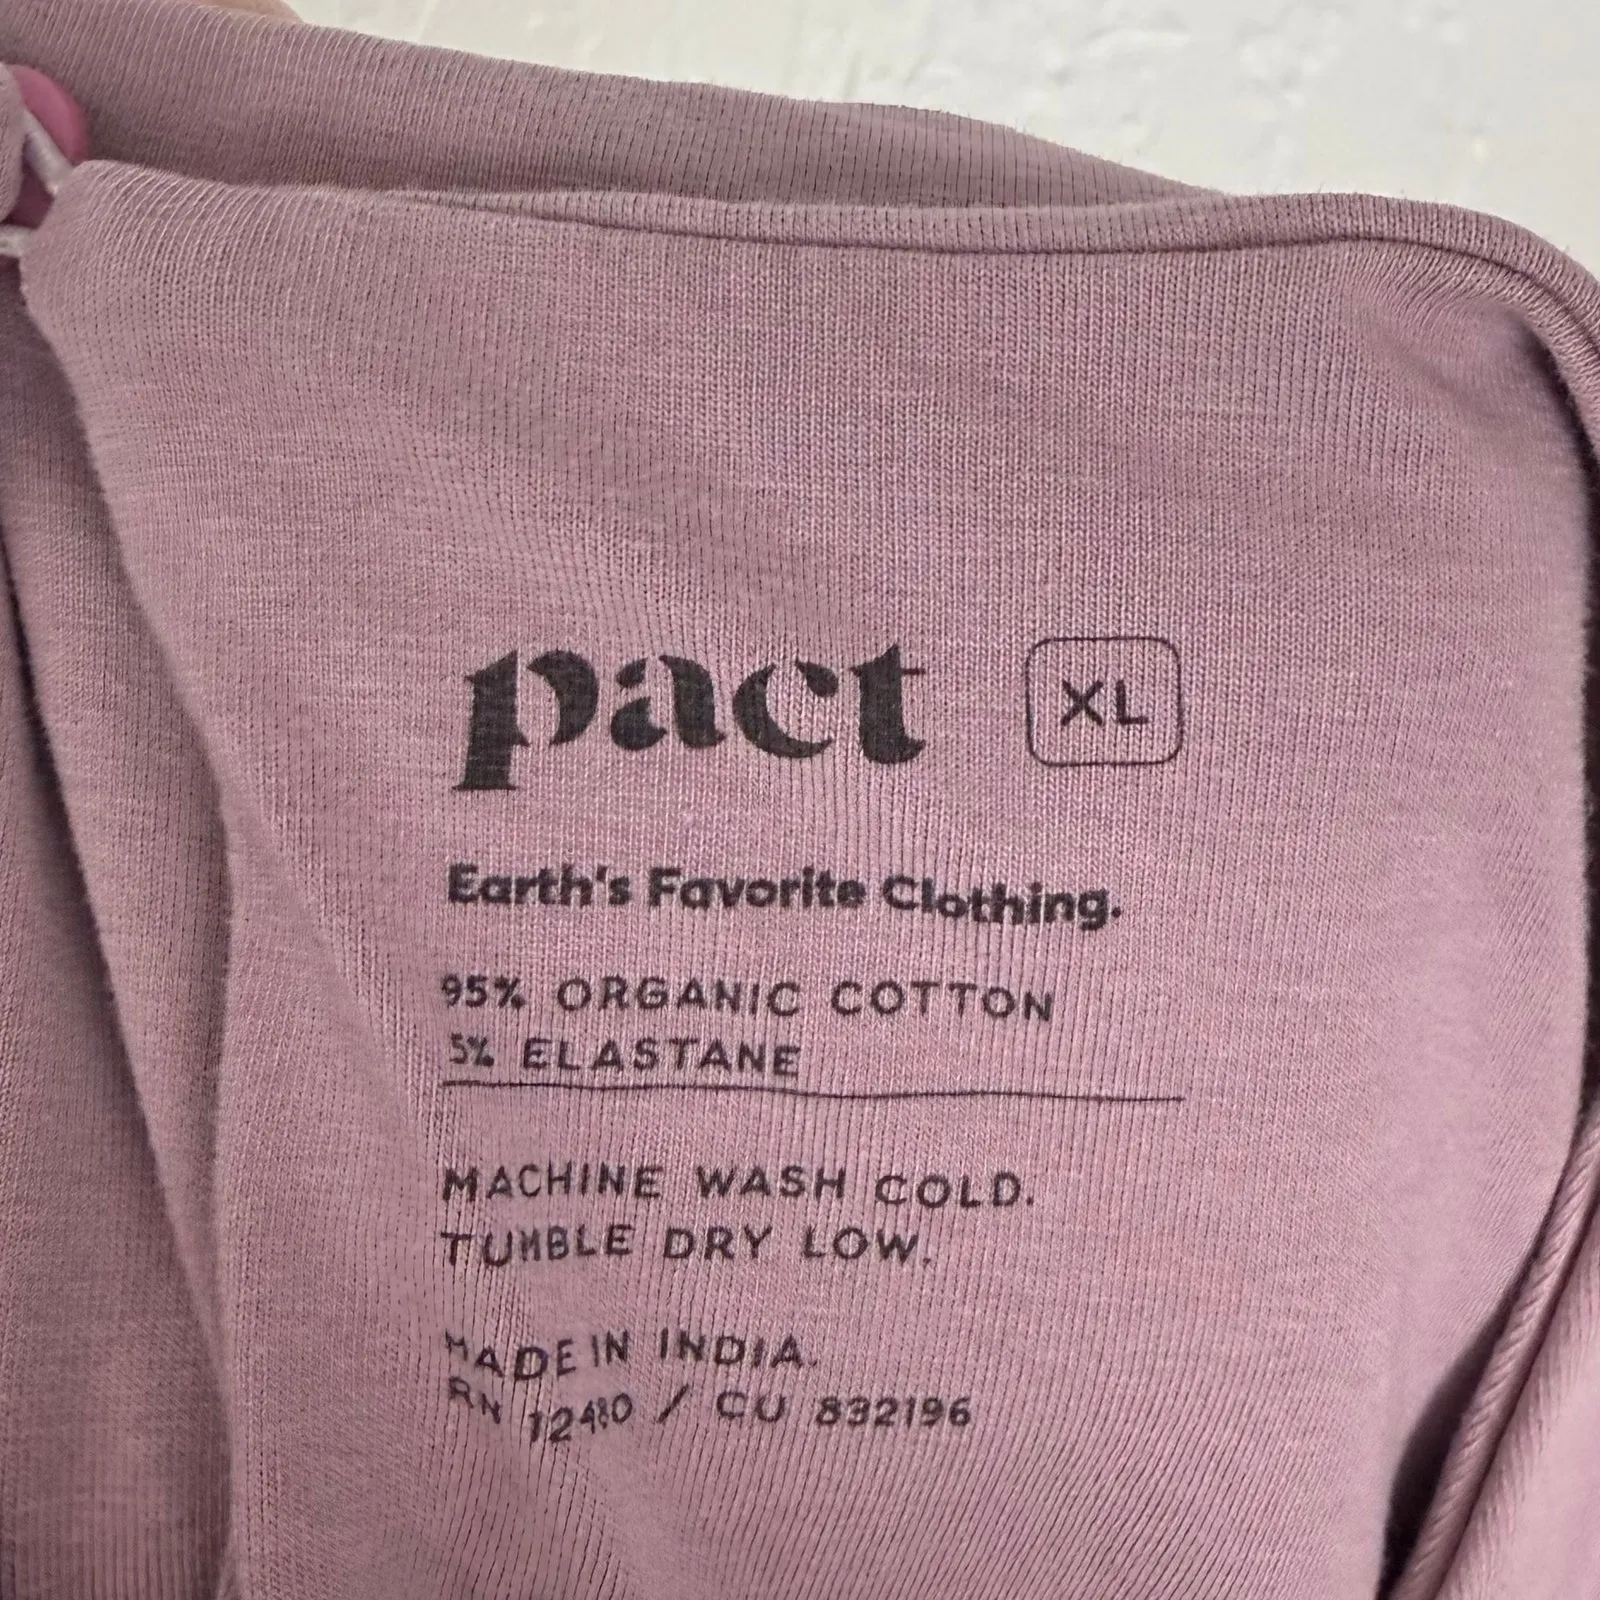 pact XL
Earth's Favorite Clothing.
95% ORGANIC COTTON
5% ELASTANE
MACHINE WASH COLD.
TUMBLE DRY LOW.
MADE IN INDIA.
RN / CU 832196